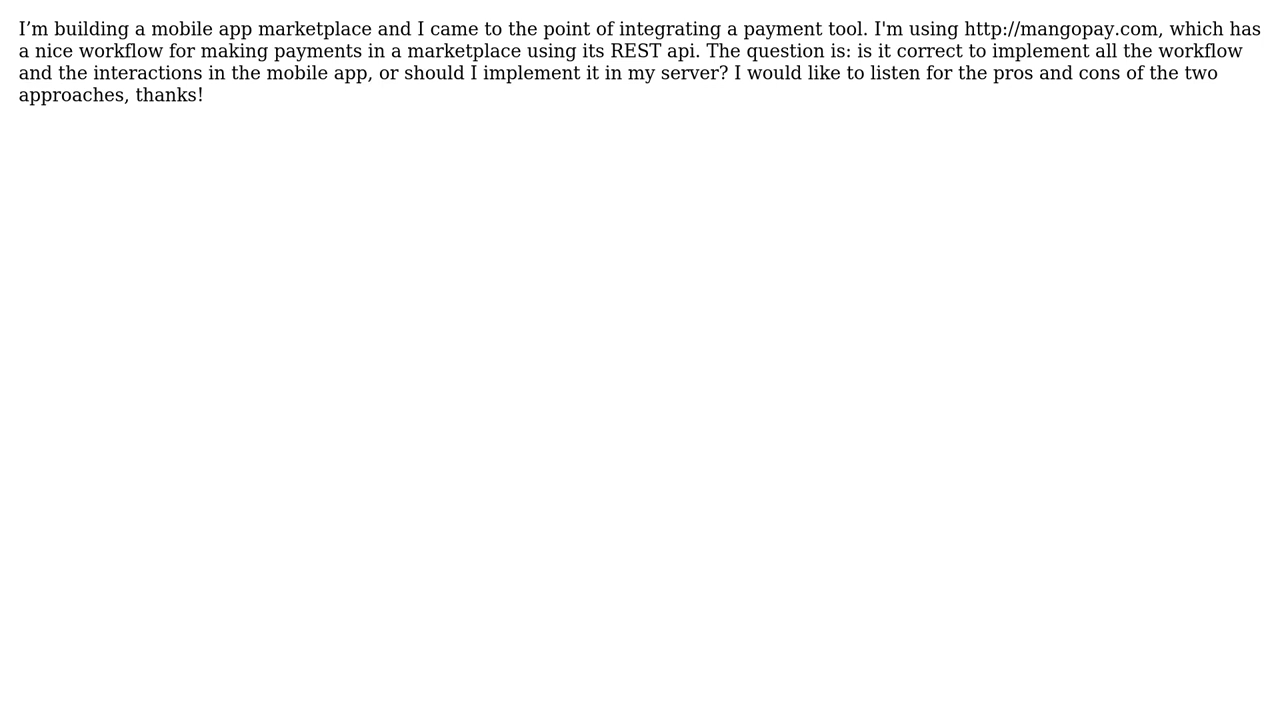 I’m building a mobile app marketplace and I came to the point of integrating a payment tool. I'm using http://mangopay.com, which has
a nice workflow for making payments in a marketplace using its REST api. The question is: is it correct to implement all the workflow
and the interactions in the mobile app, or should I implement it in my server? I would like to listen for the pros and cons of the two
approaches, thanks!